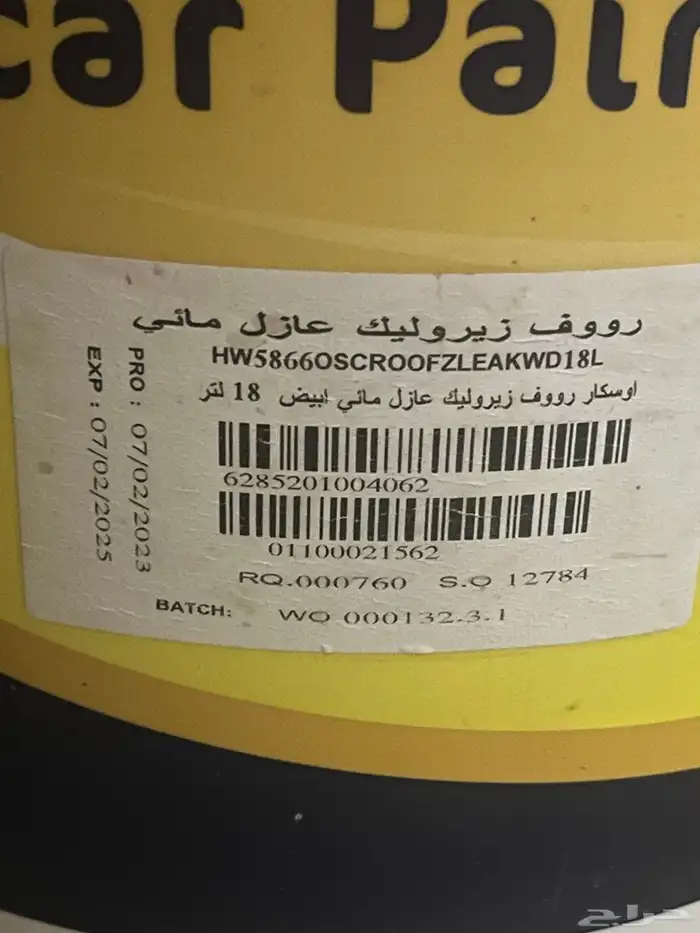 car Pain
رووف زيروليك عازل مائي
HW5866OSCROOFZLEAKWD18L
اوسكار رووف زيروليك عازل مائي ابيض 18 لتر
6285201004062
01100021562
RQ.000760 S.O 12784
BATCH: WO 000132.3.1
PRO : 07/02/2023
EXP : 07/02/2025
حراج